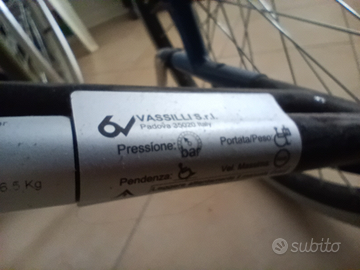 6V VASSILLI S.r.l.
Padova 35020 Italy
Pressione: bar
Portata/Peso:
Pendenza:
Vel. Massima
6.5 Kg
subito